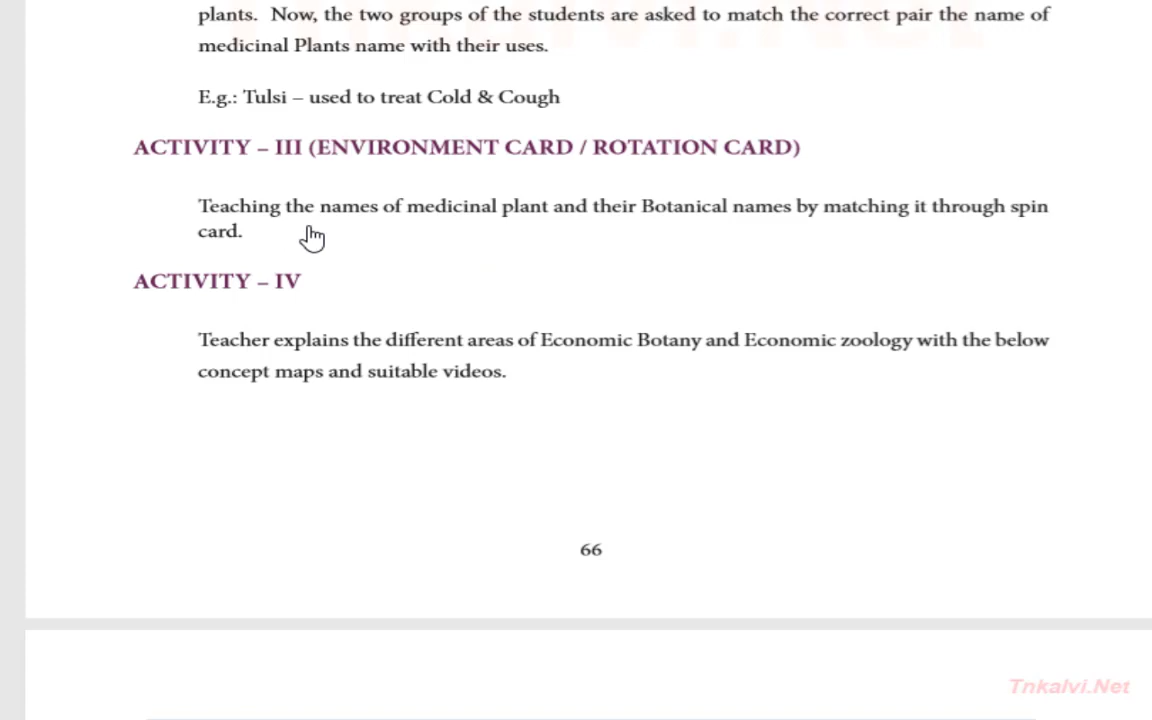 plants. Now, the two groups of the students are asked to match the correct pair the name of
medicinal Plants name with their uses.
E.g.: Tulsi – used to treat Cold & Cough
ACTIVITY – III (ENVIRONMENT CARD / ROTATION CARD)
Teaching the names of medicinal plant and their Botanical names by matching it through spin
card.
ACTIVITY – IV
Teacher explains the different areas of Economic Botany and Economic zoology with the below
concept maps and suitable videos.
66
Tnkalvi.Net